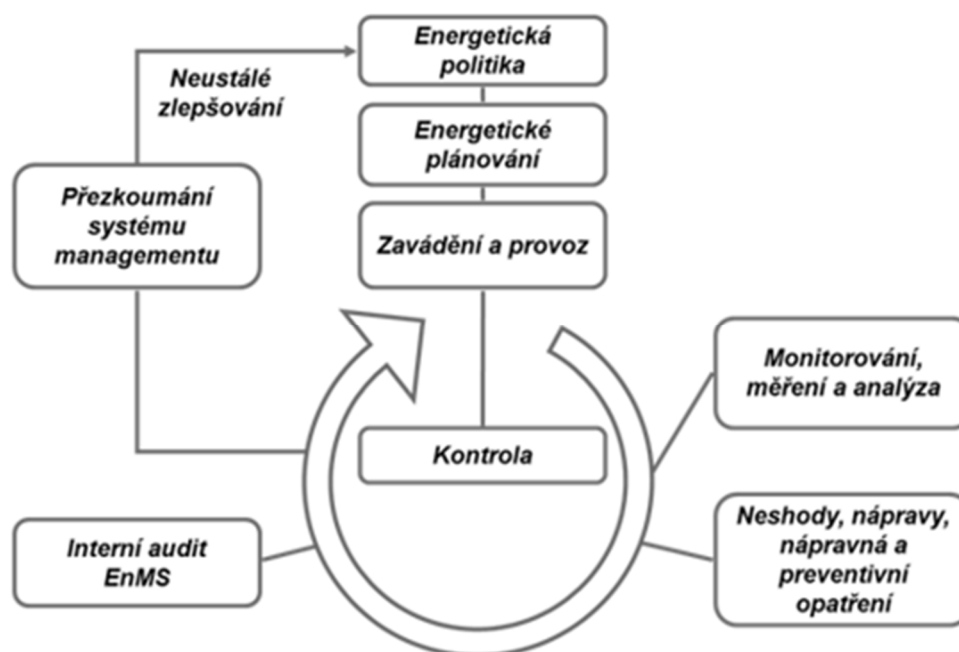 Energetická
politika
Neustálé
zlepšování
Energetické
plánování
Přezkoumání
systému
managementu
Zavádění a provoz
Monitorování,
měření a analýza
Kontrola
Interní audit
EnMS
Neshody, nápravy,
nápravná a
preventivní
opatření